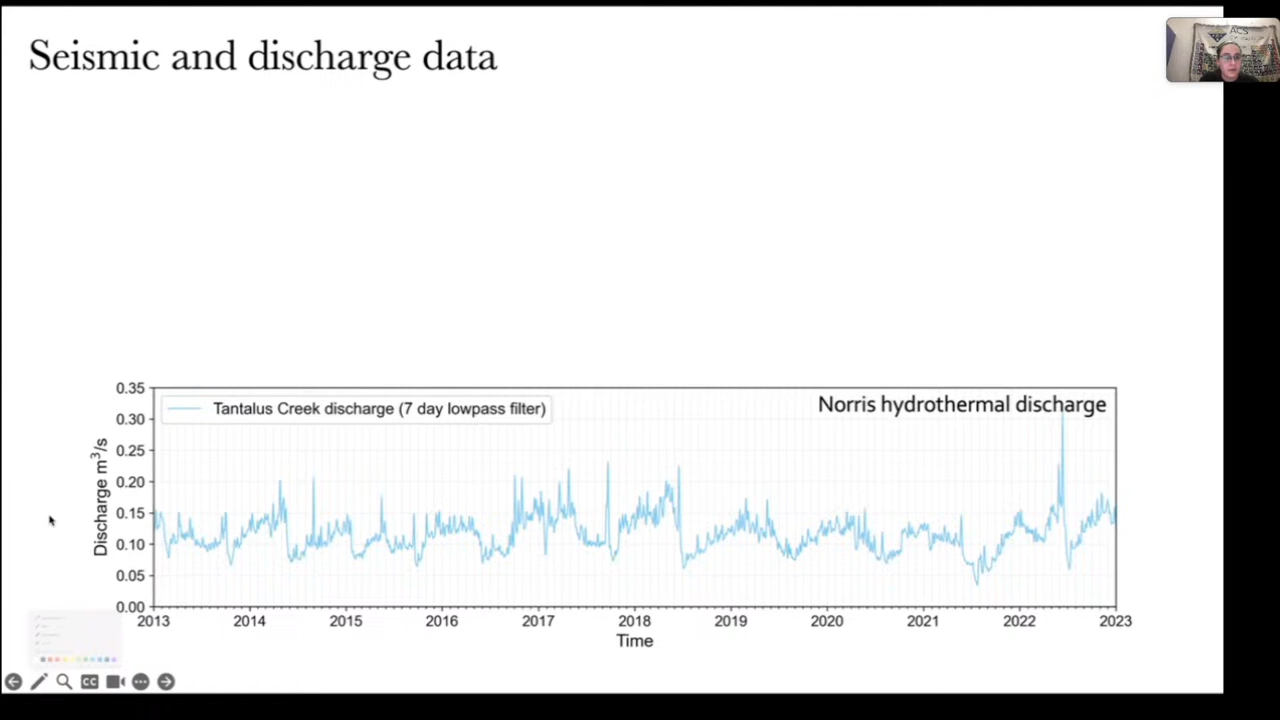 Seismic and discharge data
ACS
0.35
0.30
0.25
0.20
0.15
0.10
0.05
0.00
Discharge m³/s
Tantalus Creek discharge (7 day lowpass filter)
Norris hydrothermal discharge
2013 2014 2015 2016 2017 2018 2019 2020 2021 2022 2023
Time
CC